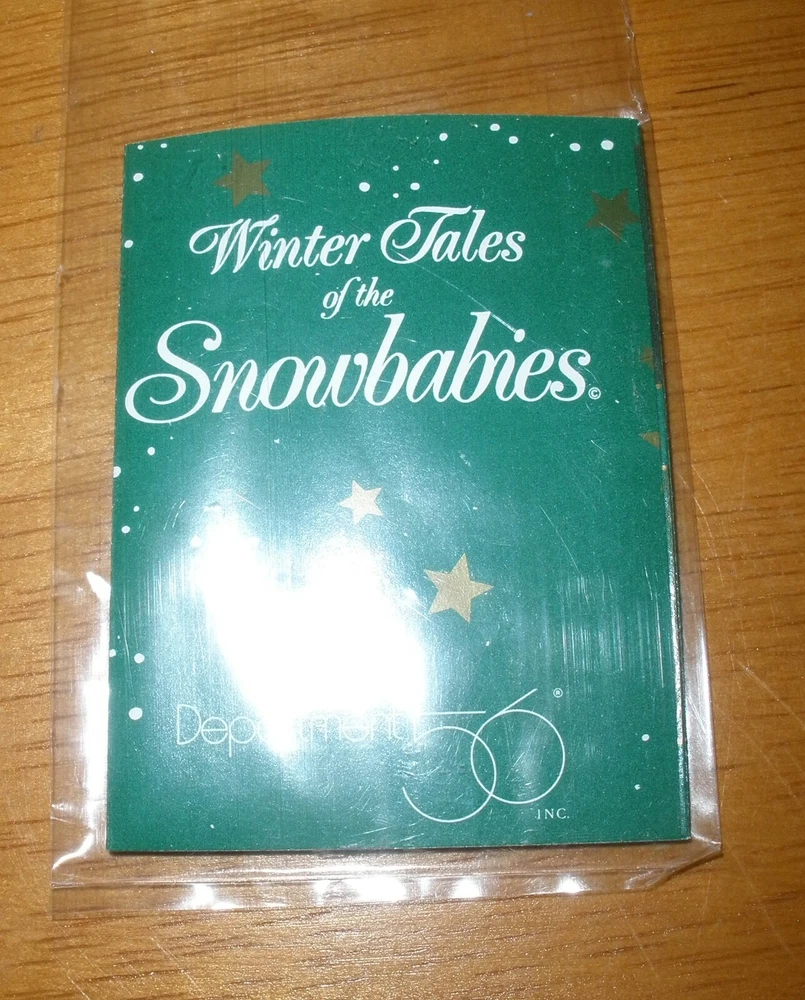 Winter Tales
of the
Snowbabies©
Department 56®
INC.